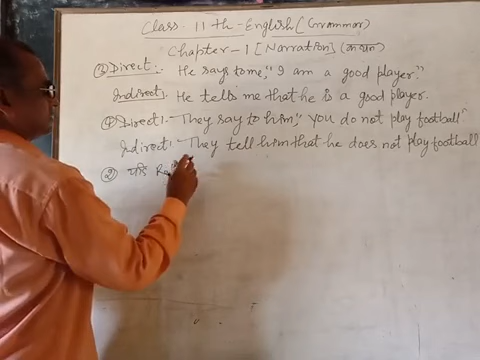 Class 11th - English [Grammar)
Chapter-1 [Narration] (कथन)
③ Direct:- He says to me, "I am a good player."
Indirect:- He tells me that he is a good player.
④ Direct:- They say to him, "You do not play football"
Indirect:- They tell him that he does not play football
② यदि